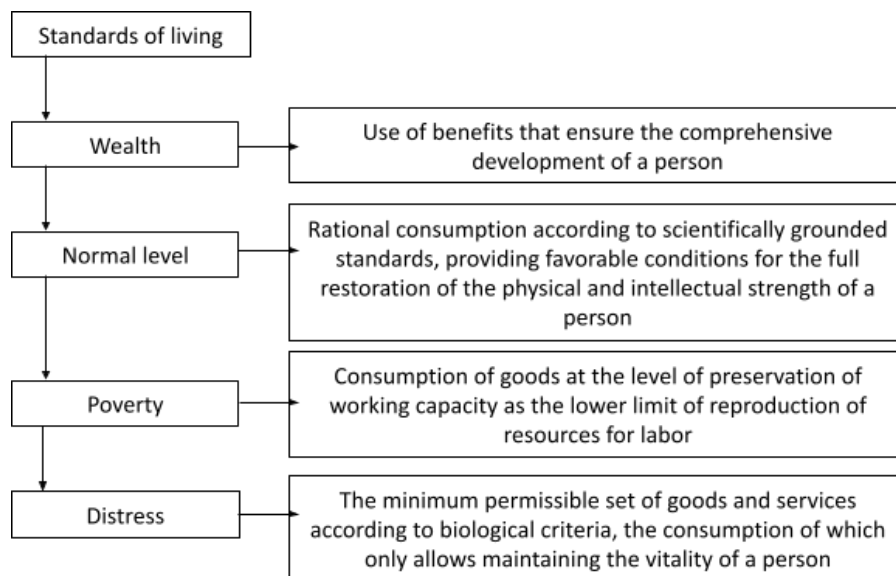 Standards of living
Wealth
Use of benefits that ensure the comprehensive
development of a person
Normal level
Rational consumption according to scientifically grounded
standards, providing favorable conditions for the full
restoration of the physical and intellectual strength of a
person
Poverty
Consumption of goods at the level of preservation of
working capacity as the lower limit of reproduction of
resources for labor
Distress
The minimum permissible set of goods and services
according to biological criteria, the consumption of which
only allows maintaining the vitality of a person